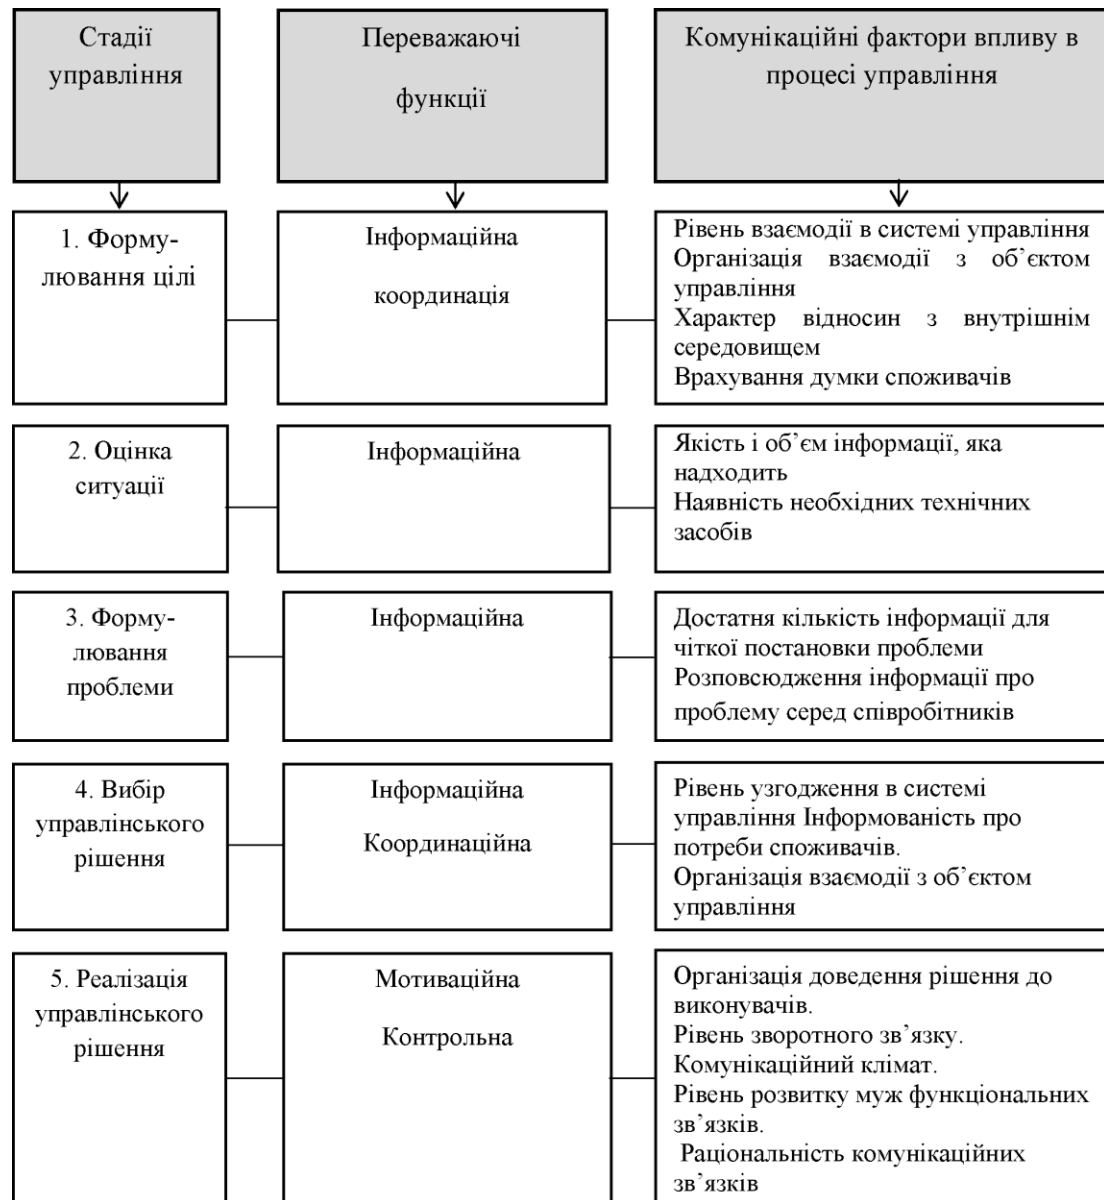 Стадії
управління
Переважаючі
функції
Комунікаційні фактори впливу в
процесі управління
1. Форму-
лювання цілі
Інформаційна
координація
Рівень взаємодії в системі управління
Організація взаємодії з об’єктом
управління
Характер відносин з внутрішнім
середовищем
Врахування думки споживачів
2. Оцінка
ситуації
Інформаційна
Якість і об’єм інформації, яка
надходить
Наявність необхідних технічних
засобів
3. Форму-
лювання
проблеми
Інформаційна
Достатня кількість інформації для
чіткої постановки проблеми
Розповсюдження інформації про
проблему серед співробітників
4. Вибір
управлінського
рішення
Інформаційна
Координаційна
Рівень узгодження в системі
управління Інформованість про
потреби споживачів.
Організація взаємодії з об’єктом
управління
5. Реалізація
управлінського
рішення
Мотиваційна
Контрольна
Організація доведення рішення до
виконувачів.
Рівень зворотного зв’язку.
Комунікаційний клімат.
Рівень розвитку муж функціональних
зв’язків.
Раціональність комунікаційних
зв’язків